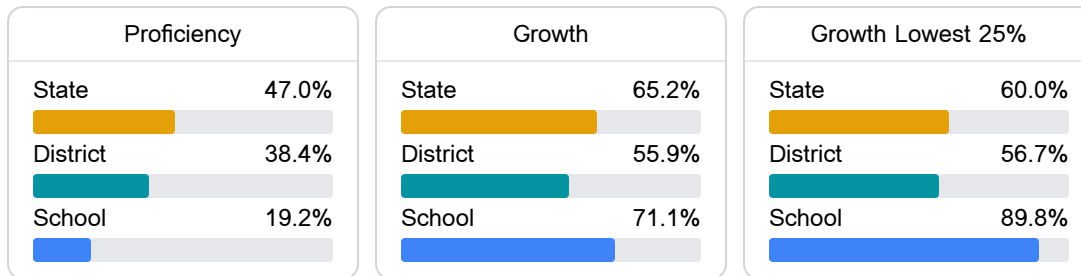 Proficiency
State 47.0%
District 38.4%
School 19.2%
Growth
State 65.2%
District 55.9%
School 71.1%
Growth Lowest 25%
State 60.0%
District 56.7%
School 89.8%